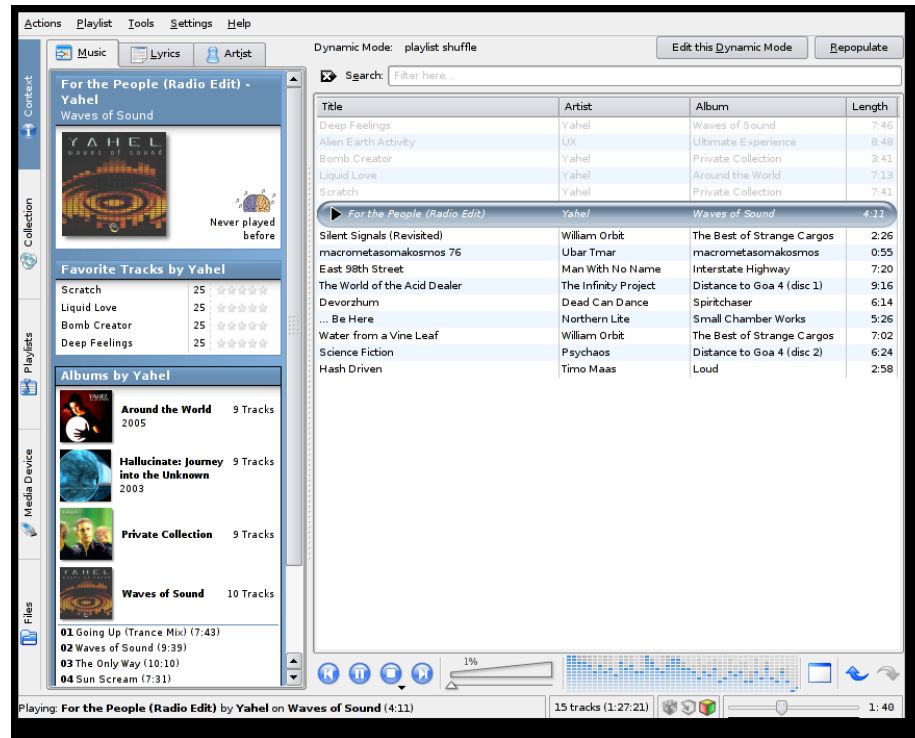 Actions Playlist Tools Settings Help
Context
Collection
Playlists
Media Device
Files
Music Lyrics Artist
For the People (Radio Edit) -
Yahel
Waves of Sound
YAHEL
waves of sound
Never played
before
Favorite Tracks by Yahel
Scratch 25
Liquid Love 25
Bomb Creator 25
Deep Feelings 25
Albums by Yahel
YAHEL
Around the World 9 Tracks
2005
Hallucinate: Journey 9 Tracks
into the Unknown
2003
Private Collection 9 Tracks
YAHEL
Waves of Sound 10 Tracks
01 Going Up (Trance Mix) (7:43)
02 Waves of Sound (9:39)
03 The Only Way (10:10)
04 Sun Scream (7:31)
Dynamic Mode: playlist shuffle Edit this Dynamic Mode Repopulate
Search: Filter here...
Title Artist Album Length
Deep Feelings Yahel Waves of Sound 7:46
Alien Earth Activity UX Ultimate Experience 8:48
Bomb Creator Yahel Private Collection 3:41
Liquid Love Yahel Around the World 7:13
Scratch Yahel Private Collection 7:41
For the People (Radio Edit) Yahel Waves of Sound 4:11
Silent Signals (Revisited) William Orbit The Best of Strange Cargos 2:26
macrometasomakosmos 76 Ubar Tmar macrometasomakosmos 0:55
East 98th Street Man With No Name Interstate Highway 7:20
The World of the Acid Dealer The Infinity Project Distance to Goa 4 (disc 1) 9:16
Devorzhum Dead Can Dance Spiritchaser 6:14
... Be Here Northern Lite Small Chamber Works 5:26
Water from a Vine Leaf William Orbit The Best of Strange Cargos 7:02
Science Fiction Psychaos Distance to Goa 4 (disc 2) 6:24
Hash Driven Timo Maas Loud 2:58
1%
Playing: For the People (Radio Edit) by Yahel on Waves of Sound (4:11) 15 tracks (1:27:21) 1:40